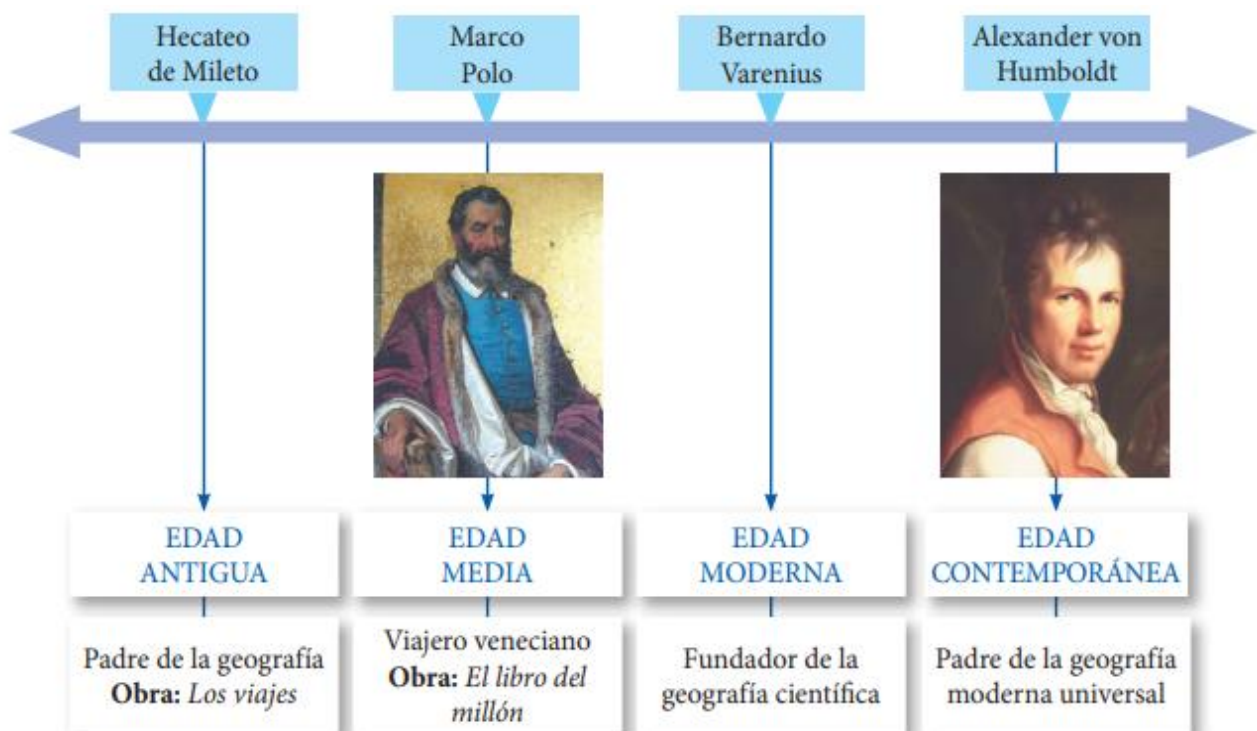 Hecateo
de Mileto
Marco
Polo
Bernardo
Varenius
Alexander von
Humboldt
EDAD
ANTIGUA
EDAD
MEDIA
EDAD
MODERNA
EDAD
CONTEMPORÁNEA
Padre de la geografía
Obra: Los viajes
Viajero veneciano
Obra: El libro del
millón
Fundador de la
geografía científica
Padre de la geografía
moderna universal